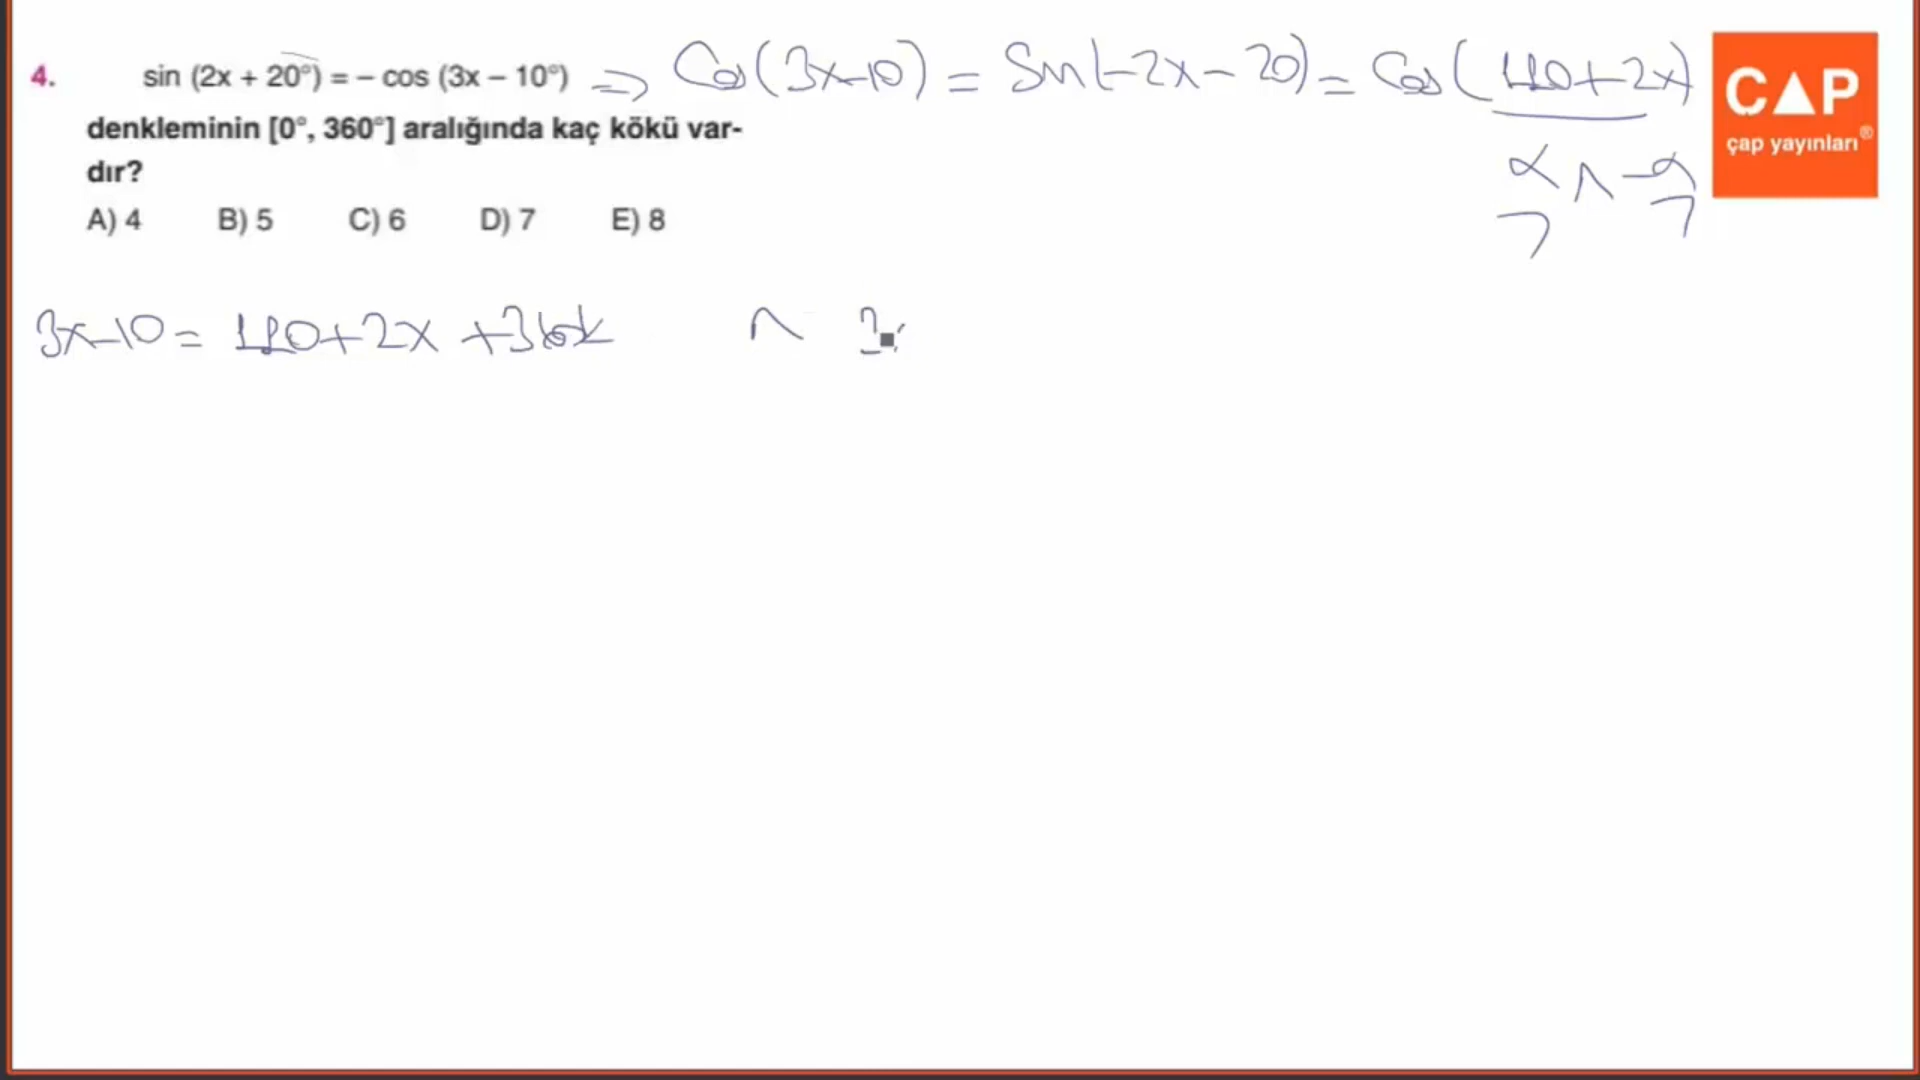 4. sin (2x + 20°) = – cos (3x – 10°) => Cos(3x-10) = Sin(-2x-20) = Cos(110+2x)
denkleminin [0°, 360°] aralığında kaç kökü var-
dır?
A) 4 B) 5 C) 6 D) 7 E) 8
ÇAP
çap yayınları®
α ∧ -α
3x-10 = 110+2x +360k ∧